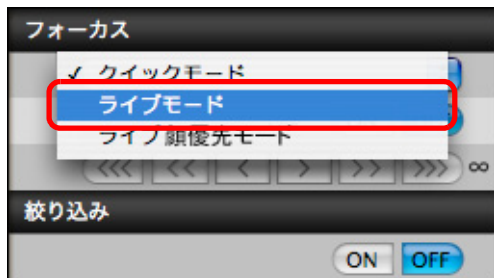 フォーカス
✓ クイックモード
ライブモード
ライブ顔優先モード
<<< << < > >> >>> ∞
絞り込み
ON OFF